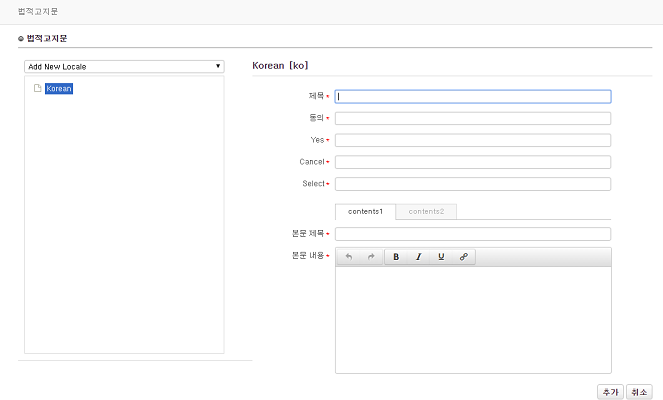 법적고지문
법적고지문
Add New Locale
Korean
Korean [ko]
제목*
동의*
Yes*
Cancel*
Select*
contents1
contents2
본문 제목*
본문 내용*
B I U
추가
취소